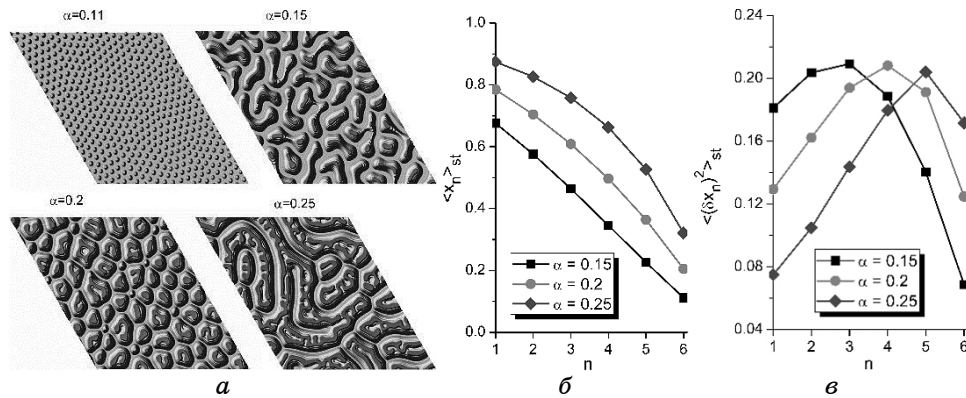 α=0.11
α=0.15
α=0.2
α=0.25
а
1.0
0.8
0.6
0.4
0.2
0.0
<x_n>_st
α = 0.15
α = 0.2
α = 0.25
1 2 3 4 5 6
n
б
0.24
0.20
0.16
0.12
0.08
0.04
<(δx_n)^2>_st
α = 0.15
α = 0.2
α = 0.25
1 2 3 4 5 6
n
в